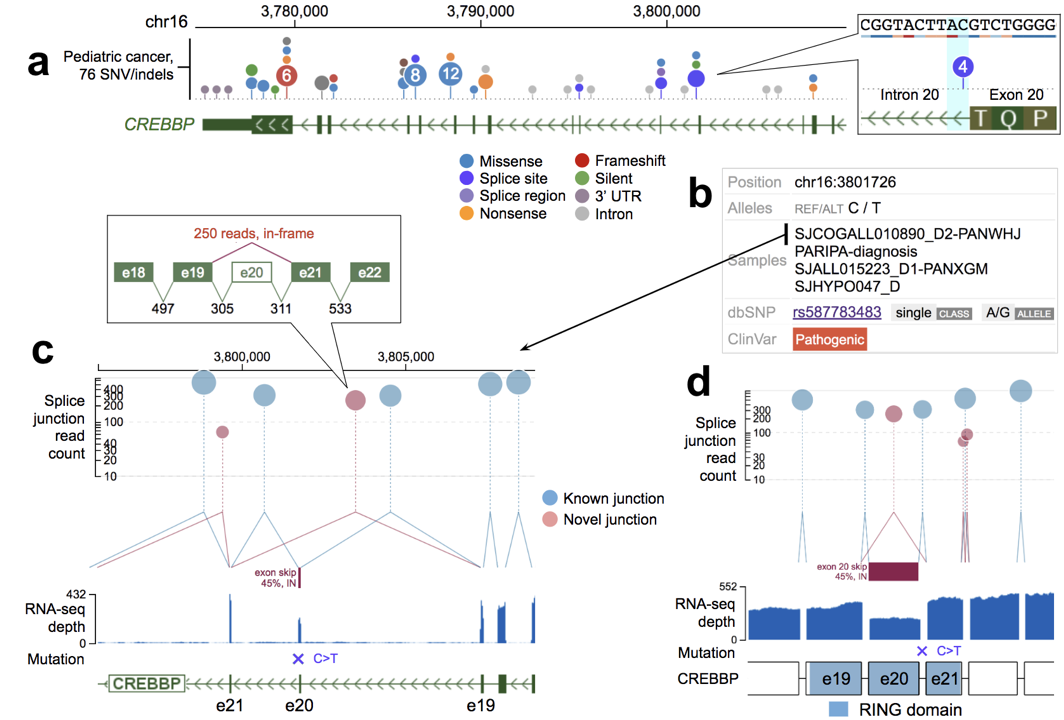 chr16
3,780,000
3,790,000
3,800,000
a
Pediatric cancer,
76 SNV/indels
6
8
12
CREBBP
CGGTACTTACGTCTGGGG
4
Intron 20
Exon 20
T Q P
Missense
Splice site
Splice region
Nonsense
Frameshift
Silent
3' UTR
Intron
b
Position chr16:3801726
Alleles REF/ALT C / T
Samples
SJCOGALL010890_D2-PANWHJ
PARIPA-diagnosis
SJALL015223_D1-PANXGM
SJHYPO047_D
dbSNP rs587783483 single CLASS A/G ALLELE
ClinVar Pathogenic
250 reads, in-frame
e18 e19 e20 e21 e22
497 305 311 533
c
3,800,000
3,805,000
Splice
junction
read
count
400
300
200
100
40
30
20
10
Known junction
Novel junction
exon skip
45%, IN
432
RNA-seq
depth
0
Mutation
C>T
CREBBP
e21 e20 e19
d
Splice
junction
read
count
300
200
100
30
20
10
exon 20 skip
45%, IN
552
RNA-seq
depth
0
Mutation
C>T
CREBBP
e19 e20 e21
RING domain